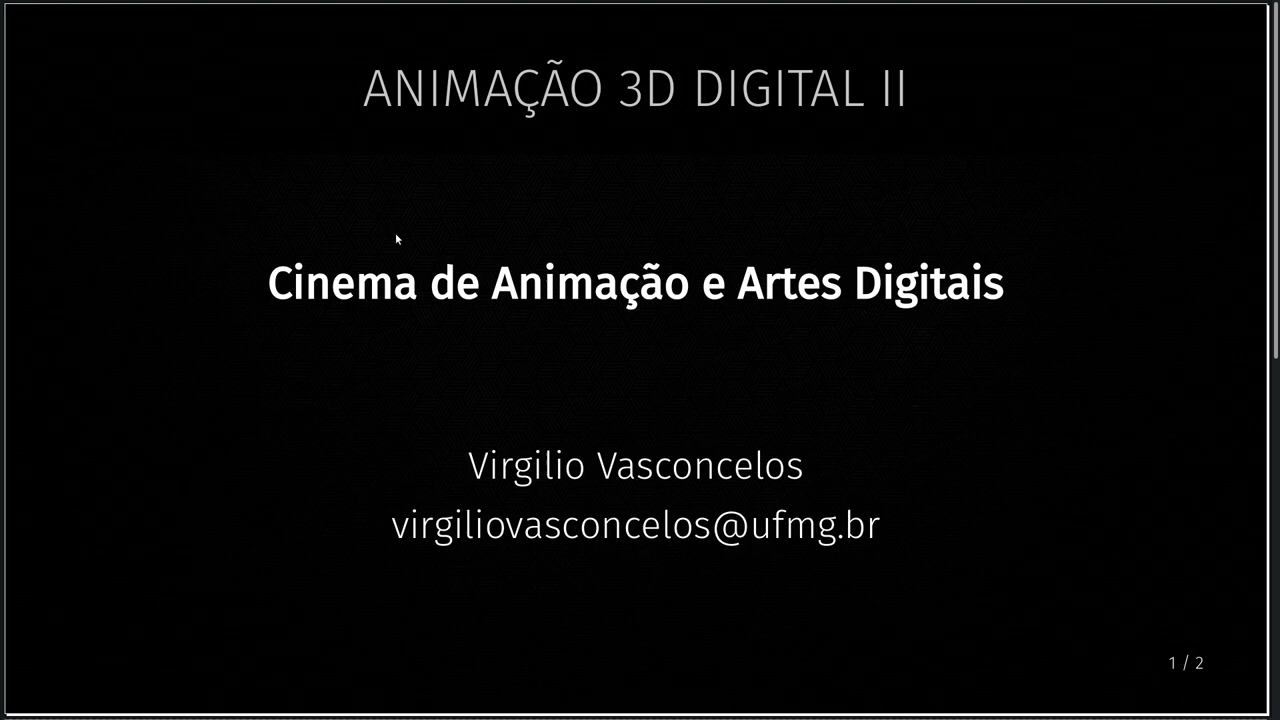 ANIMAÇÃO 3D DIGITAL II
Cinema de Animação e Artes Digitais
Virgilio Vasconcelos
virgiliovasconcelos@ufmg.br
1 / 2